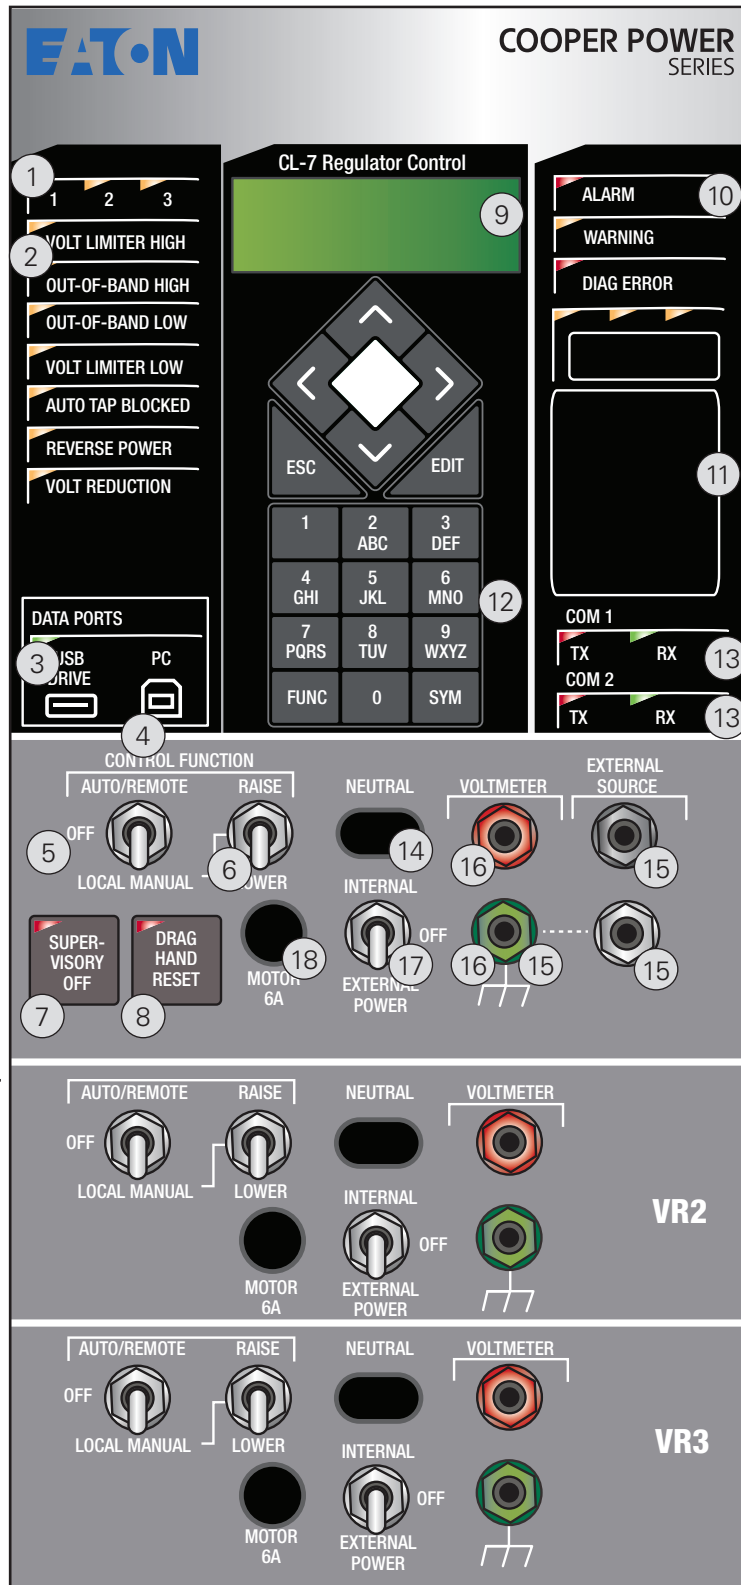 EATON
COOPER POWER
SERIES
1
1 2 3
2
VOLT LIMITER HIGH
OUT-OF-BAND HIGH
OUT-OF-BAND LOW
VOLT LIMITER LOW
AUTO TAP BLOCKED
REVERSE POWER
VOLT REDUCTION
DATA PORTS
3
USB
DRIVE
PC
4
CL-7 Regulator Control
9
ESC
EDIT
1
2
ABC
3
DEF
4
GHI
5
JKL
6
MNO
12
7
PQRS
8
TUV
9
WXYZ
FUNC
0
SYM
ALARM
10
WARNING
DIAG ERROR
11
COM 1
TX RX
13
COM 2
TX RX
13
CONTROL FUNCTION
AUTO/REMOTE
RAISE
OFF
5
6
LOCAL MANUAL
LOWER
NEUTRAL
14
VOLTMETER
16
EXTERNAL
SOURCE
15
SUPER-
VISORY
OFF
7
DRAG
HAND
RESET
8
18
MOTOR
6A
INTERNAL
OFF
17
EXTERNAL
POWER
16
15
15
AUTO/REMOTE
RAISE
OFF
LOCAL MANUAL
LOWER
NEUTRAL
VOLTMETER
MOTOR
6A
INTERNAL
OFF
EXTERNAL
POWER
VR2
AUTO/REMOTE
RAISE
OFF
LOCAL MANUAL
LOWER
NEUTRAL
VOLTMETER
MOTOR
6A
INTERNAL
OFF
EXTERNAL
POWER
VR3